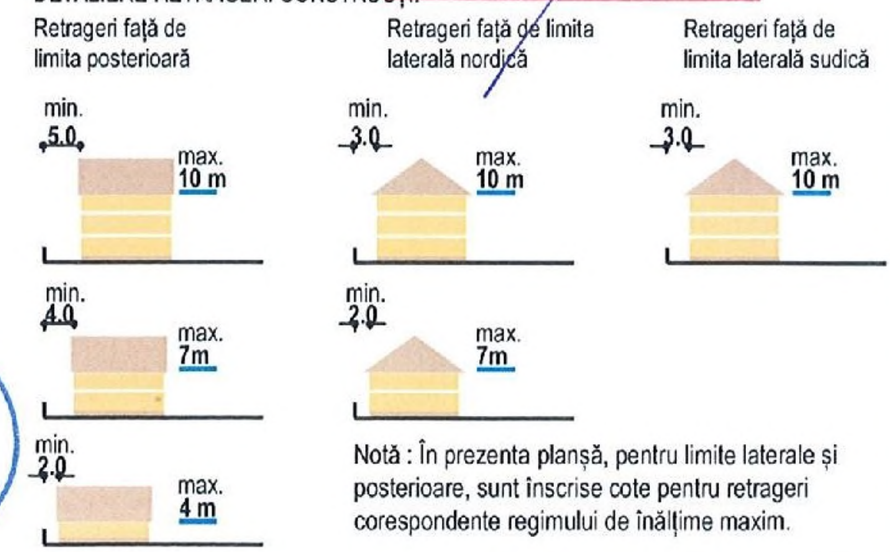 DETALIERE RETRAGERI CONSTRUCȚII
Retrageri față de
limita posterioară
Retrageri față de limita
laterală nordică
Retrageri față de
limita laterală sudică
min.
5.0
max.
10 m
min.
3.0
max.
10 m
min.
3.0
max.
10 m
min.
4.0
max.
7m
min.
2.0
max.
7m
min.
2.0
max.
4 m
Notă : În prezenta planșă, pentru limite laterale și
posterioare, sunt înscrise cote pentru retrageri
corespondente regimului de înălțime maxim.